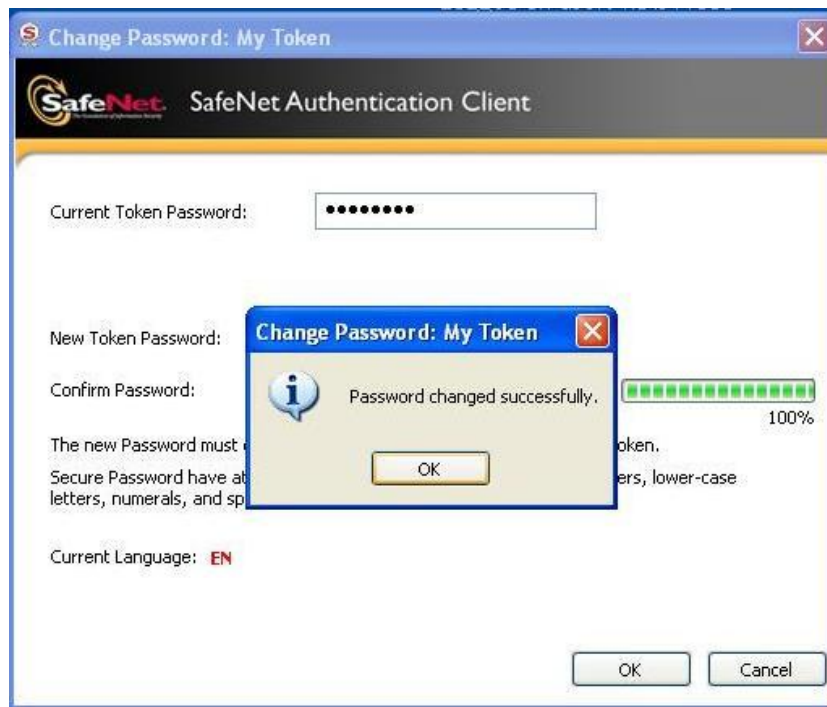 Change Password: My Token
SafeNet.
SafeNet Authentication Client
Current Token Password:
New Token Password:
Change Password: My Token
Confirm Password:
Password changed successfully.
100%
The new Password must
oken.
OK
Secure Password have at
ers, lower-case
letters, numerals, and sp
Current Language: EN
OK
Cancel